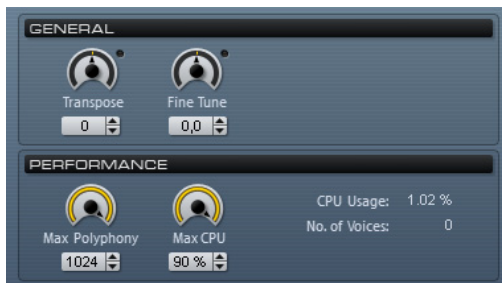 GENERAL
Transpose Fine Tune
0 0,0
PERFORMANCE
CPU Usage: 1.02 %
No. of Voices: 0
Max Polyphony Max CPU
1024 90 %